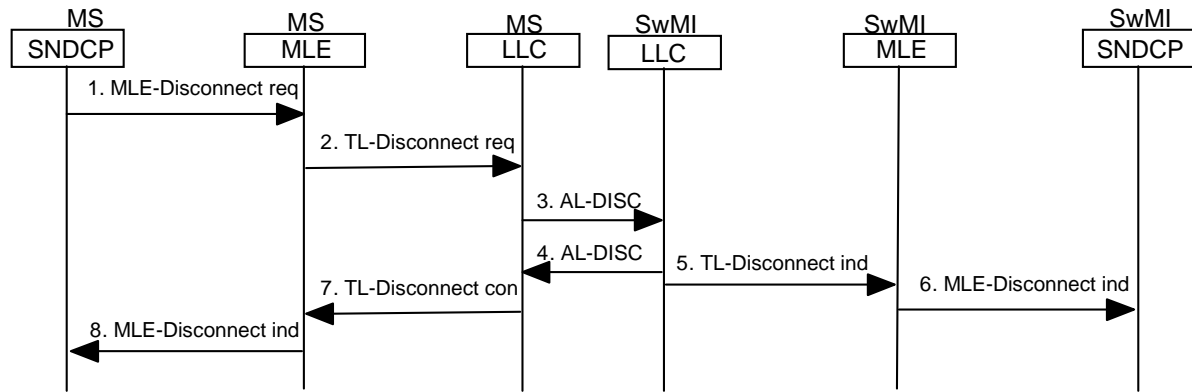 MS
SNDCP
MS
MLE
MS
LLC
SwMI
LLC
SwMI
MLE
SwMI
SNDCP
1. MLE-Disconnect req
2. TL-Disconnect req
3. AL-DISC
4. AL-DISC
5. TL-Disconnect ind
6. MLE-Disconnect ind
7. TL-Disconnect con
8. MLE-Disconnect ind